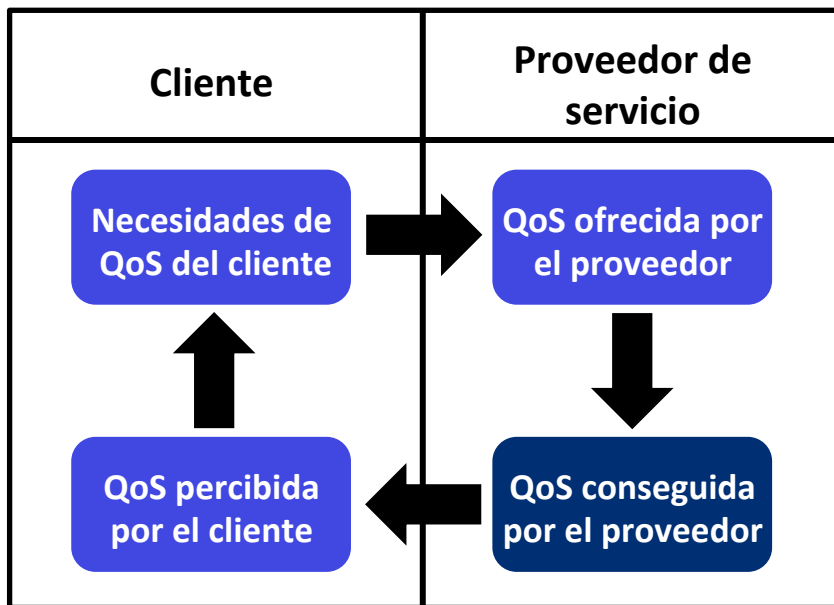 Cliente
Proveedor de
servicio
Necesidades de
QoS del cliente
QoS ofrecida por
el proveedor
QoS percibida
por el cliente
QoS conseguida
por el proveedor